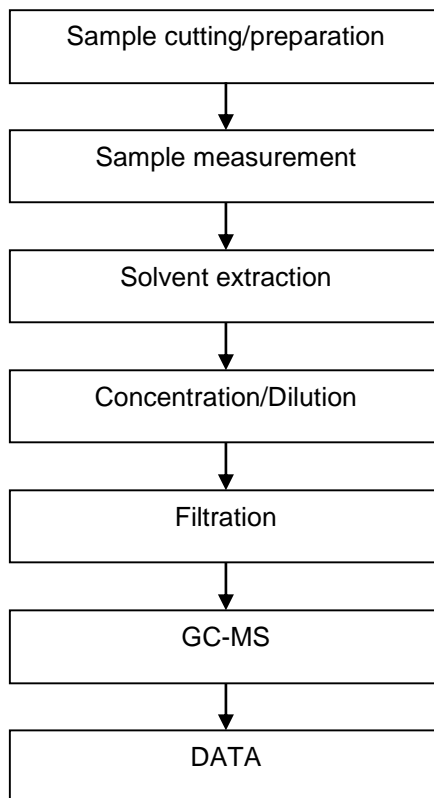 Sample cutting/preparation
Sample measurement
Solvent extraction
Concentration/Dilution
Filtration
GC-MS
DATA